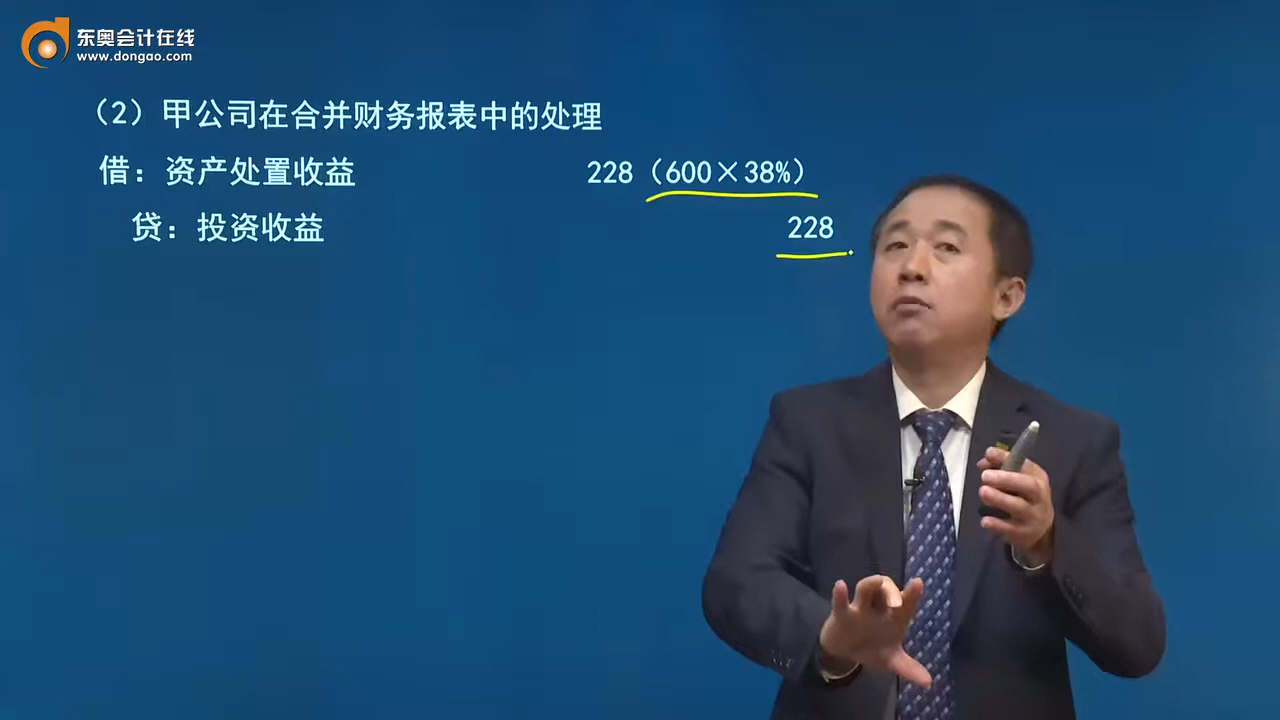 东奥会计在线
www.dongao.com
（2）甲公司在合并财务报表中的处理
借：资产处置收益 228（600×38%）
贷：投资收益 228